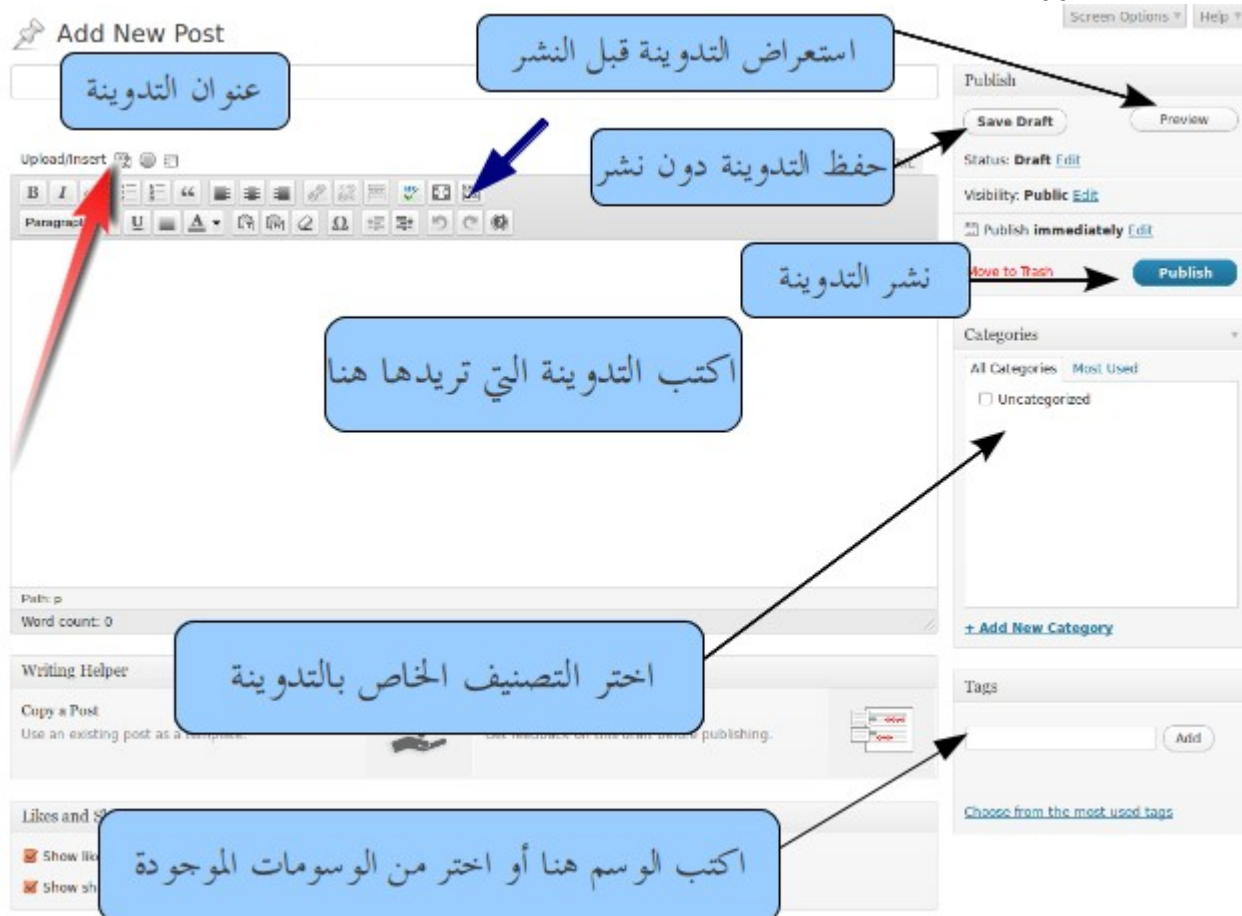 Screen Options Help
Add New Post
استعراض التدوينة قبل النشر
عنوان التدوينة
Publish
Save Draft Preview
حفظ التدوينة دون نشر
Upload/Insert
Status: Draft Edit
B I
Visibility: Public Edit
Paragraph U A Ω
Publish immediately Edit
نشر التدوينة
Move to Trash Publish
اكتب التدوينة التي تريدها هنا
Categories
All Categories Most Used
Uncategorized
Path: p
Word count: 0
+ Add New Category
اختر التصنيف الخاص بالتدوينة
Writing Helper
Tags
Copy a Post
Use an existing post as a template.
Get feedback on this draft before publishing.
Add
Choose from the most used tags
Likes and
اكتب الوسم هنا أو اختر من الوسومات الموجودة
Show
Show